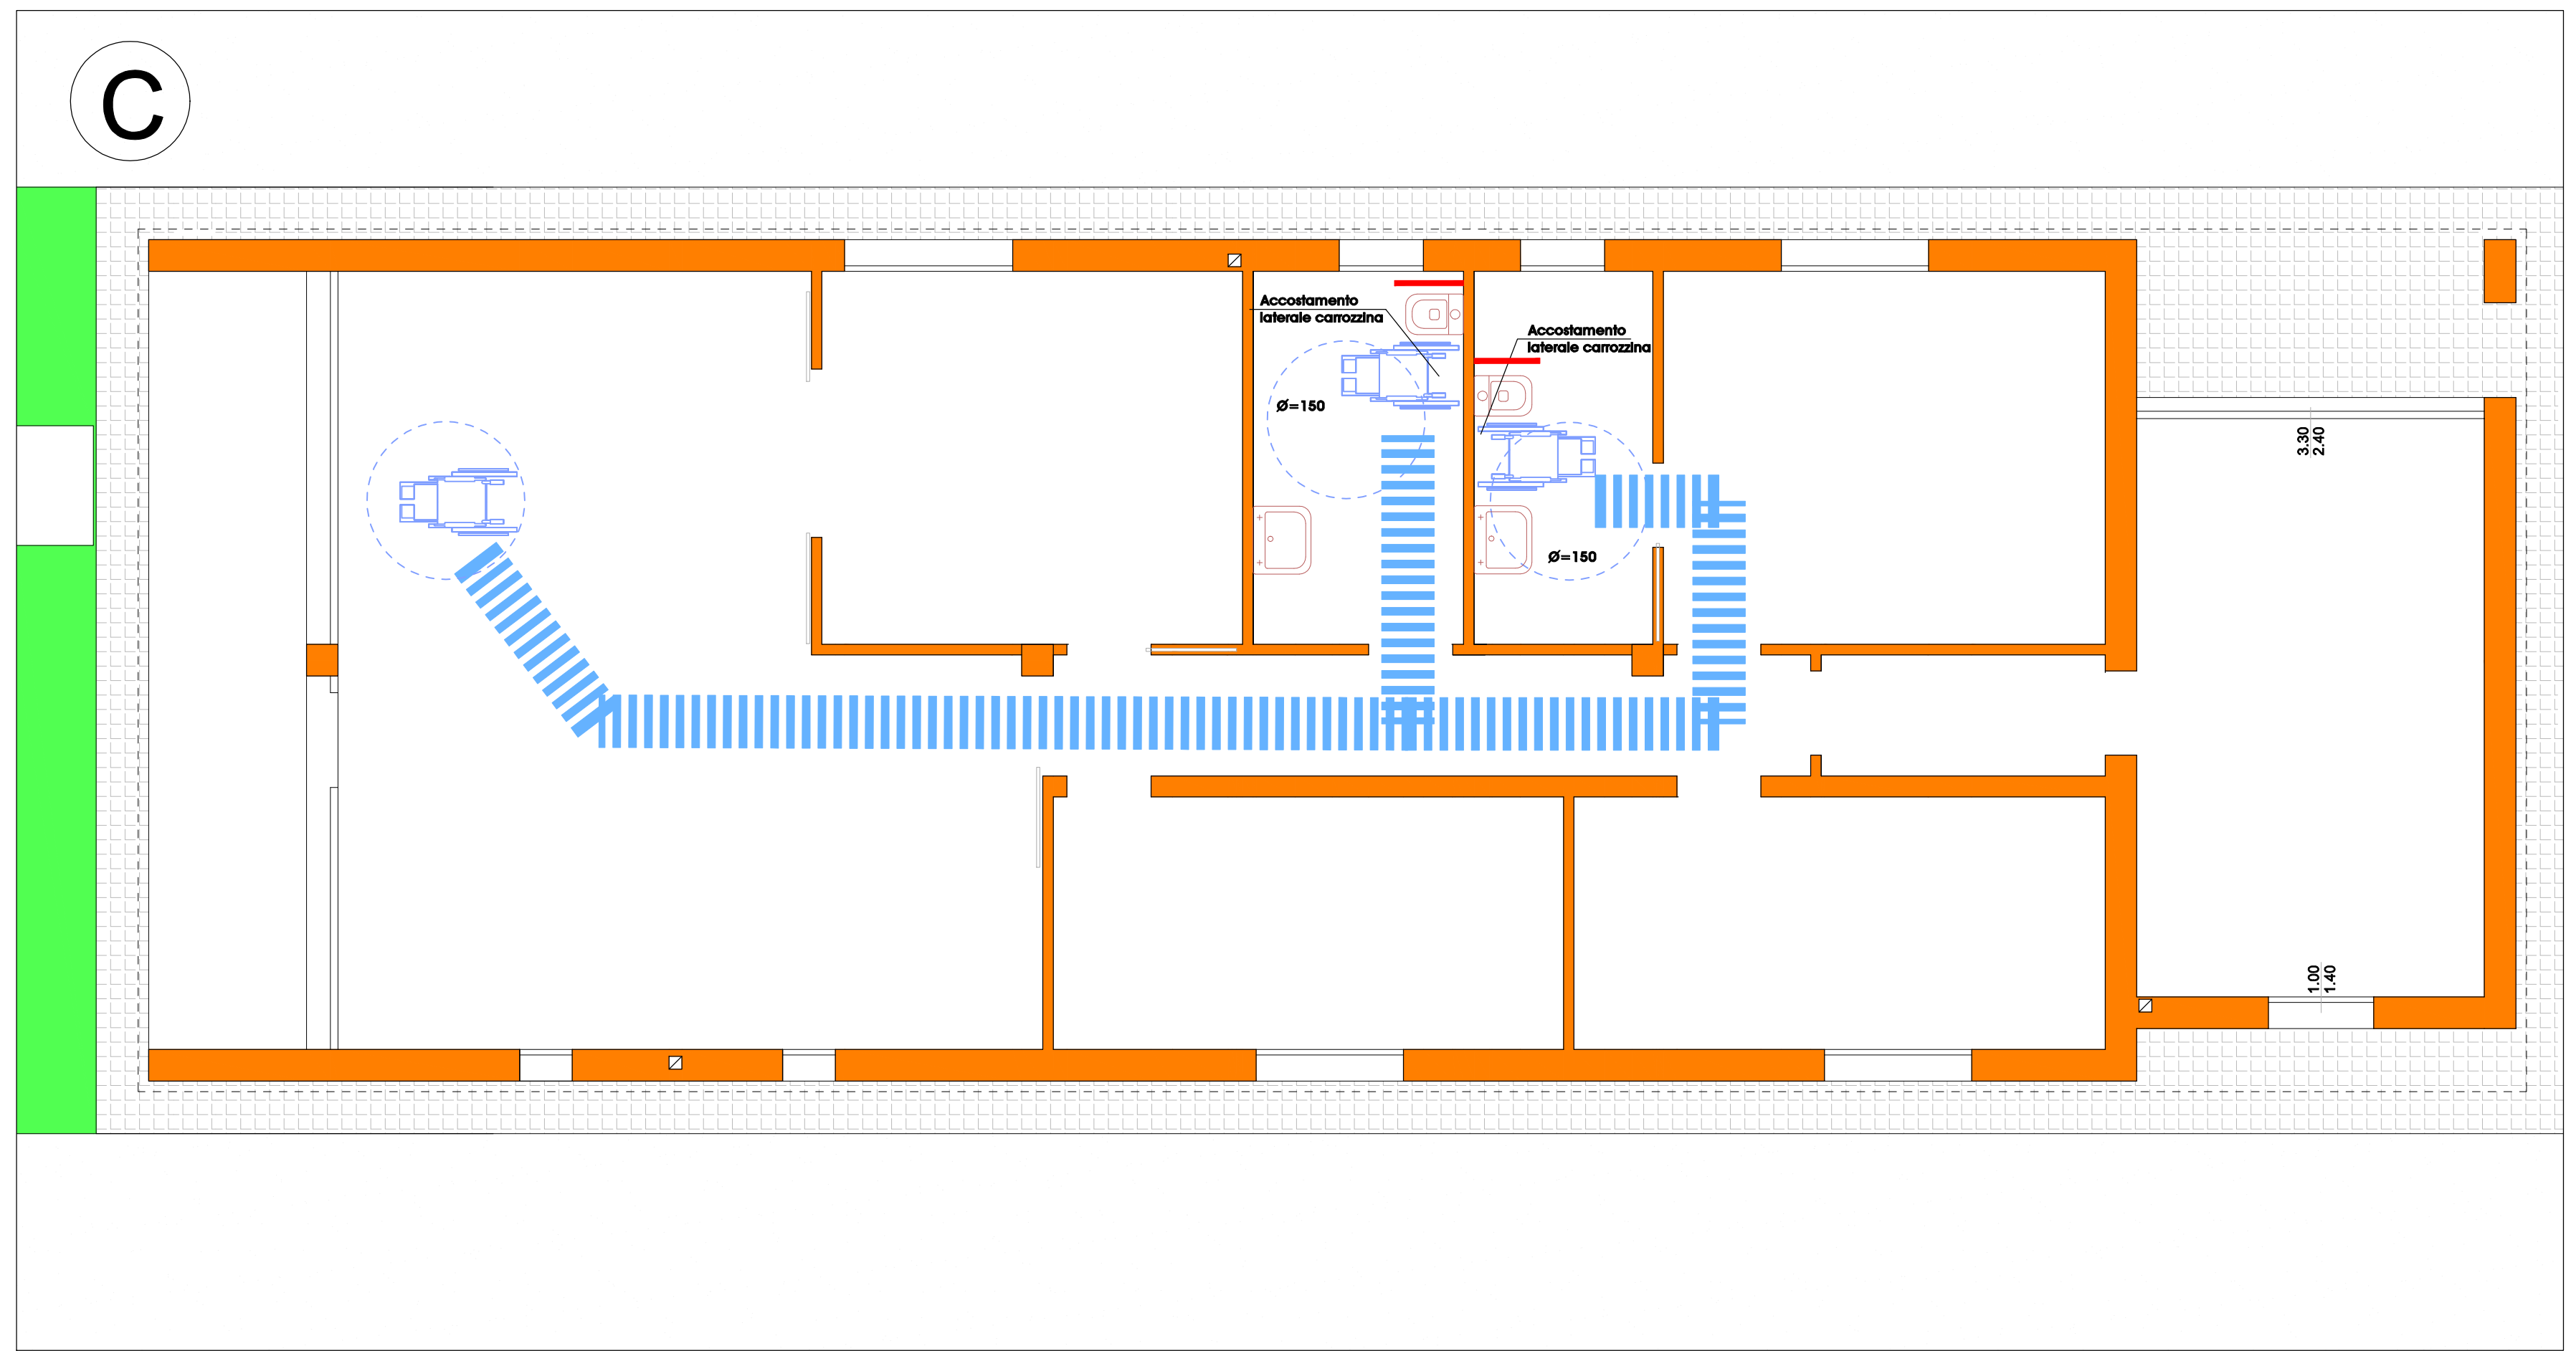 C
Accostamento
laterale carrozzina
Accostamento
laterale carrozzina
Ø=150
3.30
2.40
Ø=150
1.00
1.40